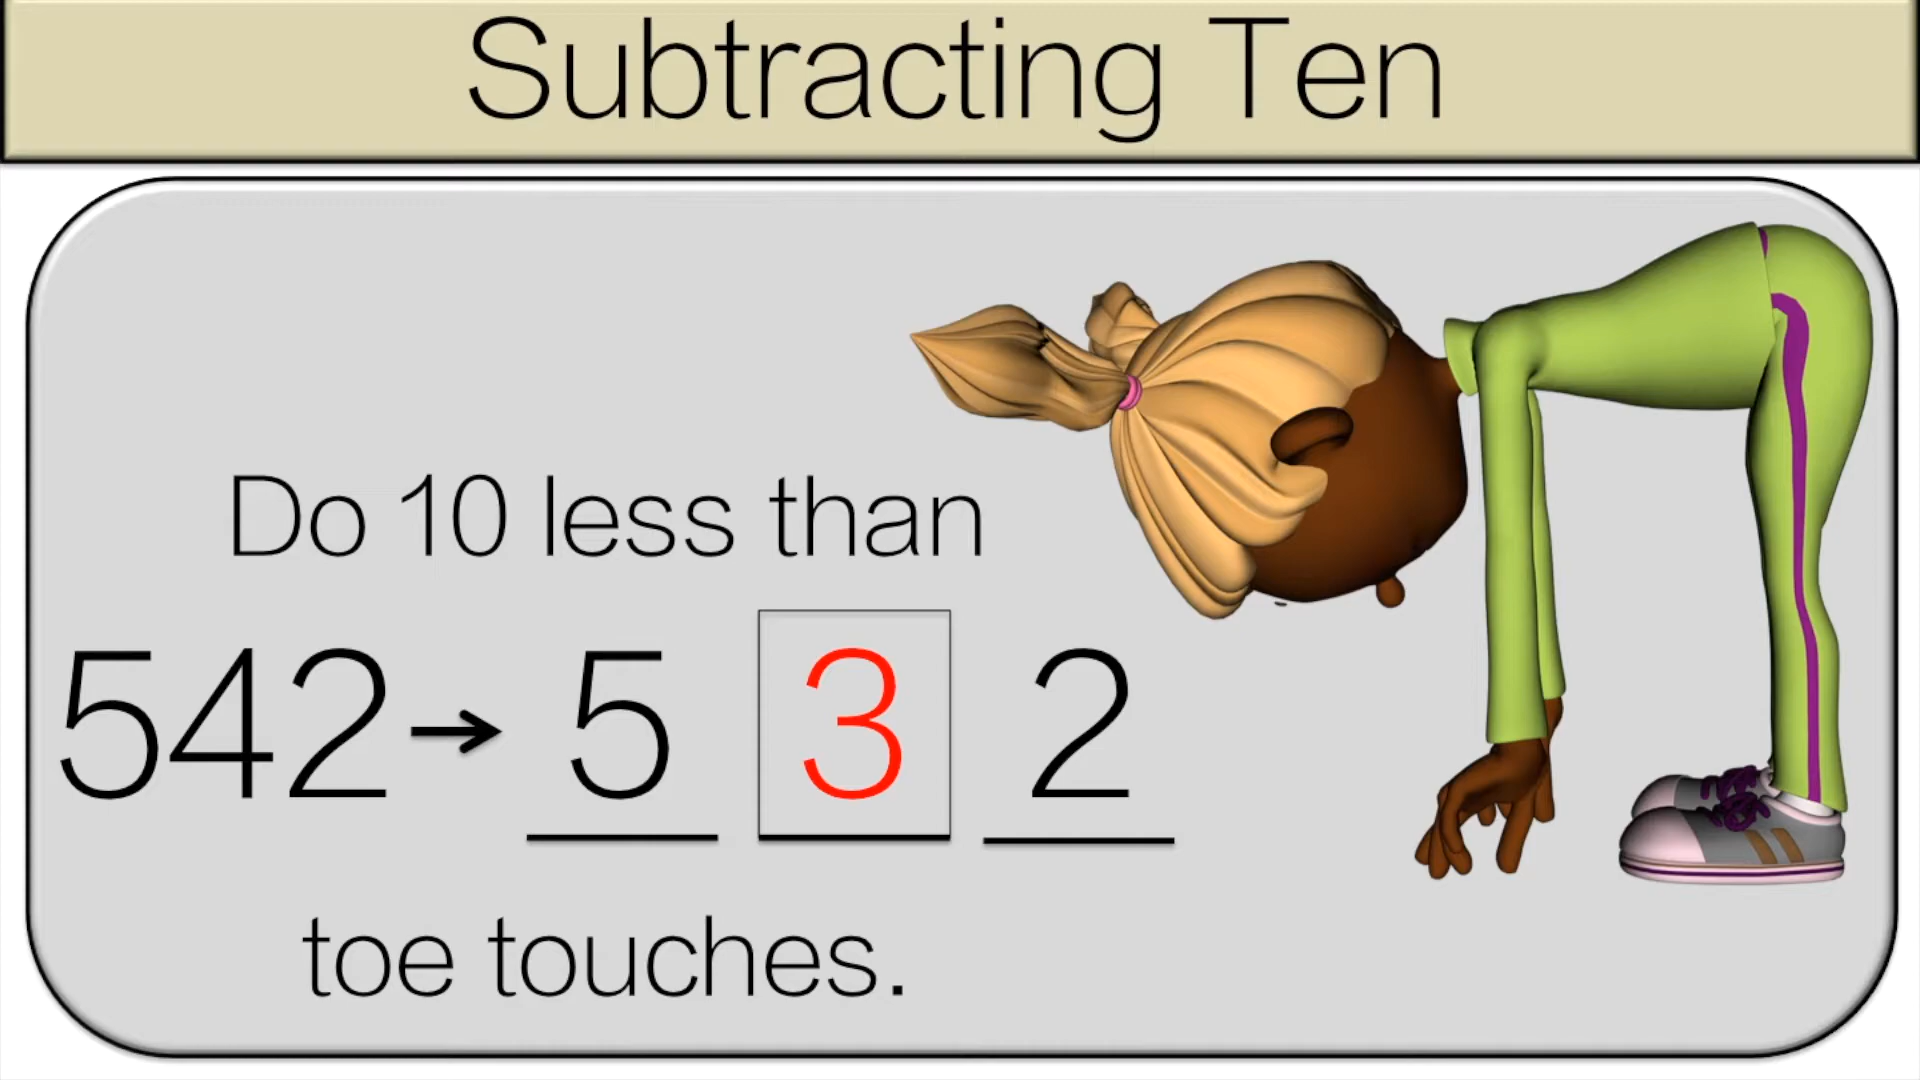 Subtracting Ten
Do 10 less than
542→ 5 3 2
toe touches.